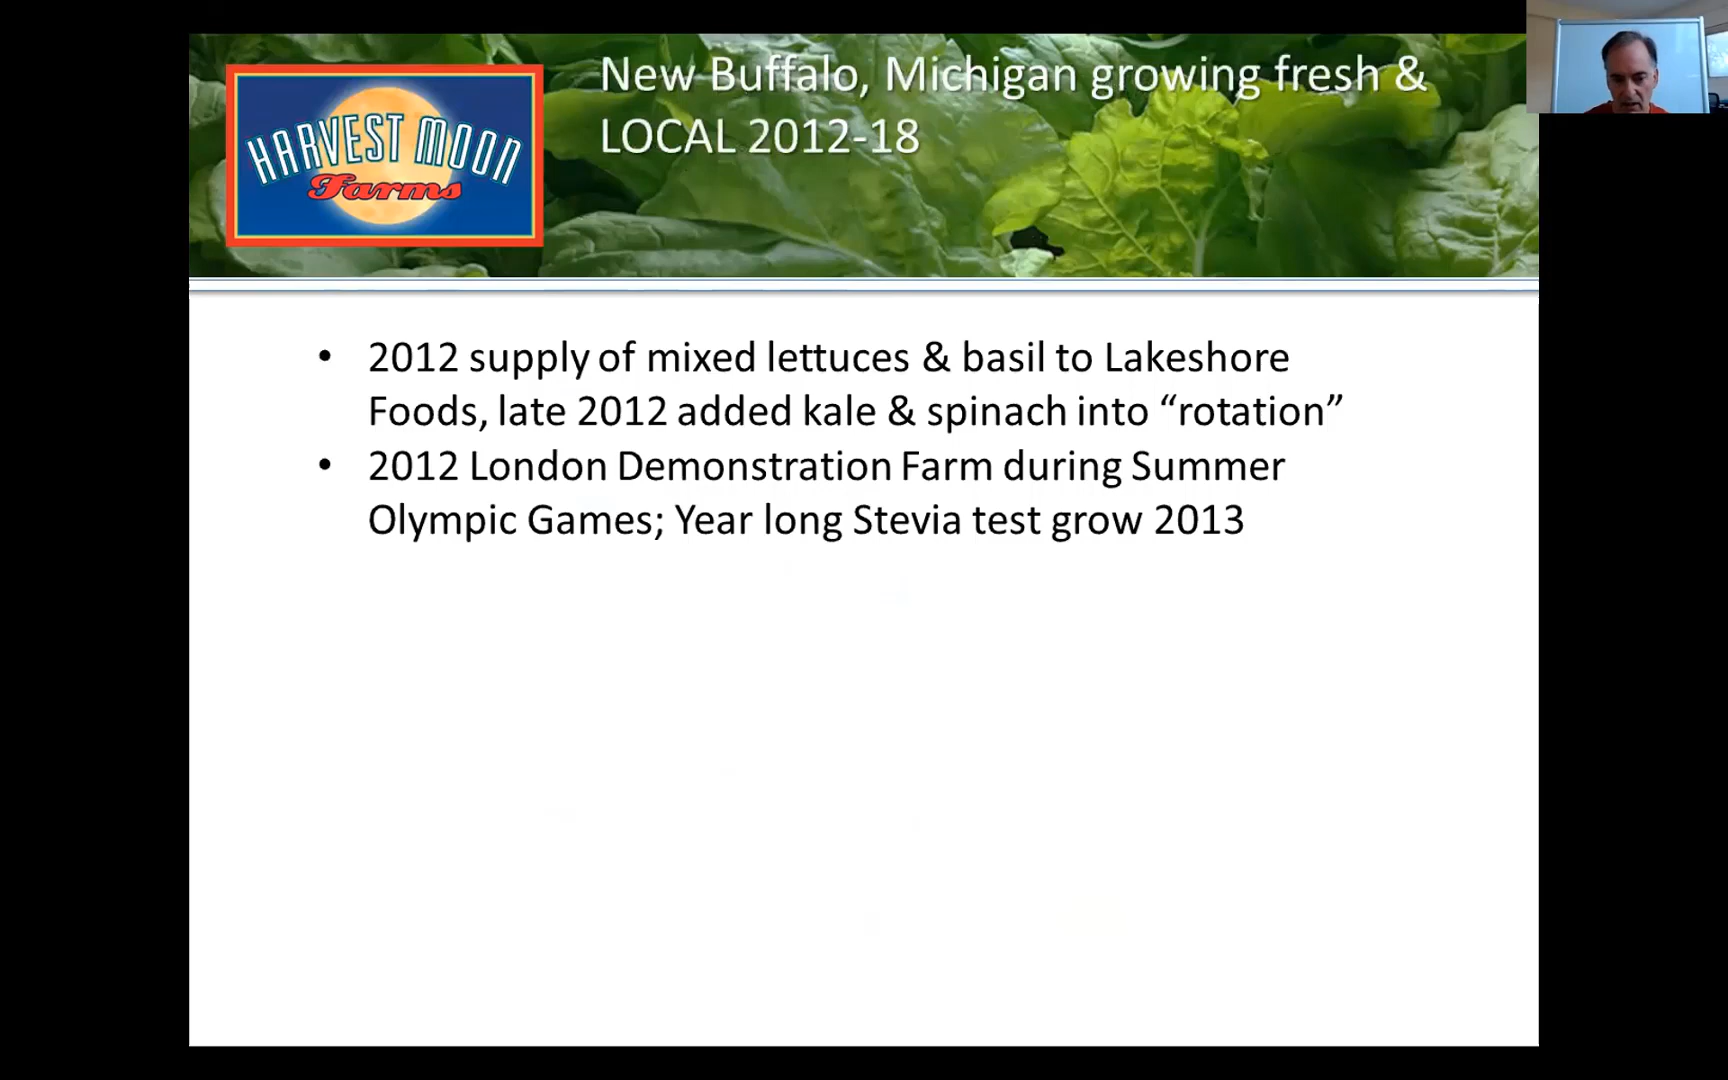 HARVEST MOON
Farms
New Buffalo, Michigan growing fresh &
LOCAL 2012-18
• 2012 supply of mixed lettuces & basil to Lakeshore
Foods, late 2012 added kale & spinach into “rotation”
• 2012 London Demonstration Farm during Summer
Olympic Games; Year long Stevia test grow 2013